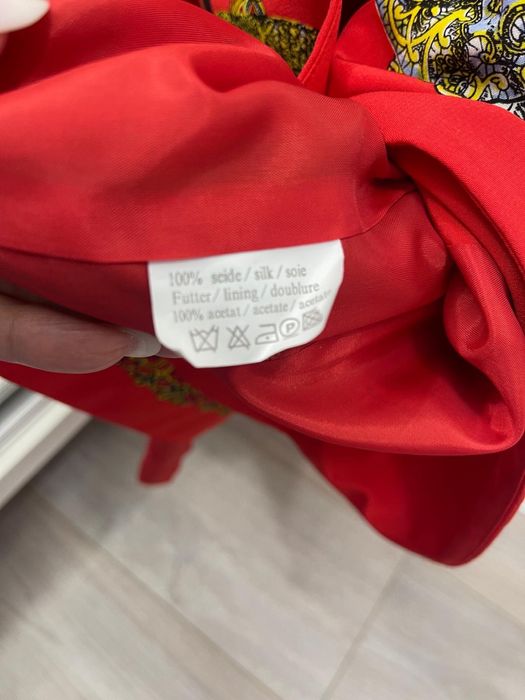 100% seide / silk / soie
Futter / lining / doublure
100% acetat / acetate / acetate
P